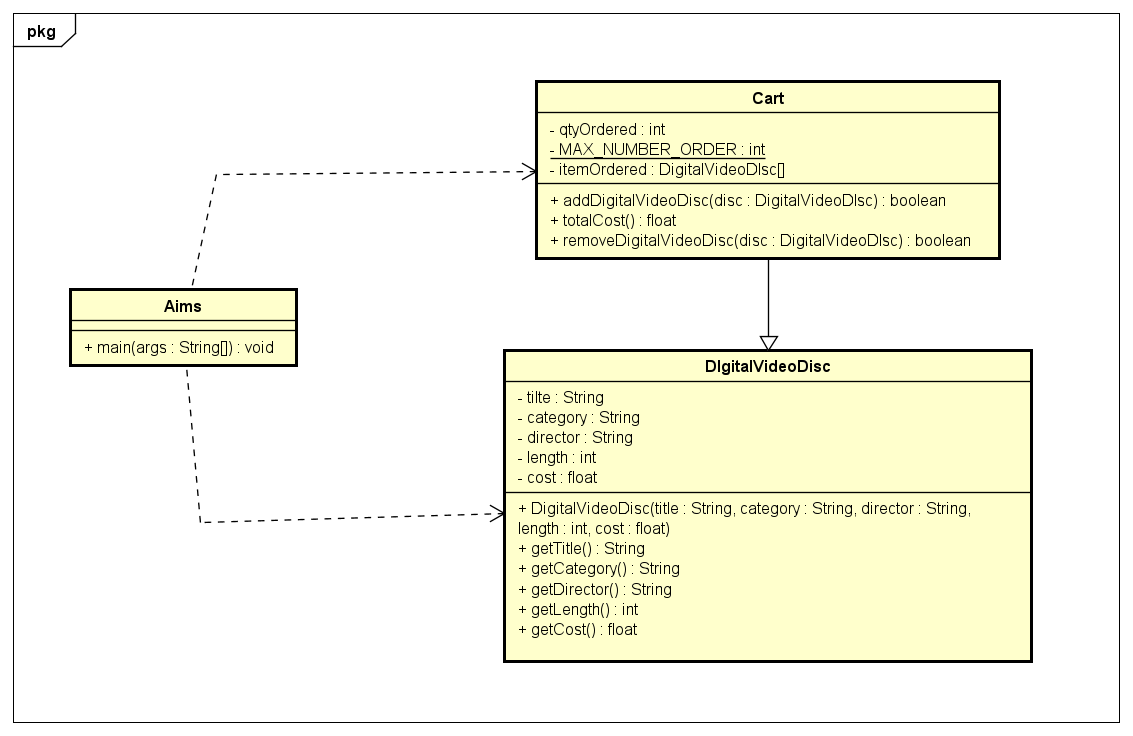 pkg
Cart
- qtyOrdered : int
- MAX_NUMBER_ORDER : int
- itemOrdered : DigitalVideoDIsc[]
+ addDigitalVideoDisc(disc : DigitalVideoDIsc) : boolean
+ totalCost() : float
+ removeDigitalVideoDisc(disc : DigitalVideoDIsc) : boolean
Aims
+ main(args : String[]) : void
DIgitalVideoDisc
- tilte : String
- category : String
- director : String
- length : int
- cost : float
+ DigitalVideoDisc(title : String, category : String, director : String,
length : int, cost : float)
+ getTitle() : String
+ getCategory() : String
+ getDirector() : String
+ getLength() : int
+ getCost() : float